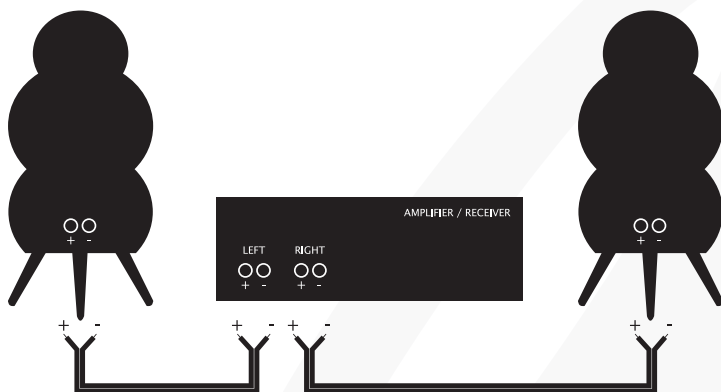 AMPLIFIER / RECEIVER
+ -
+ -
LEFT RIGHT
+ - + -
+ - + - + - + -